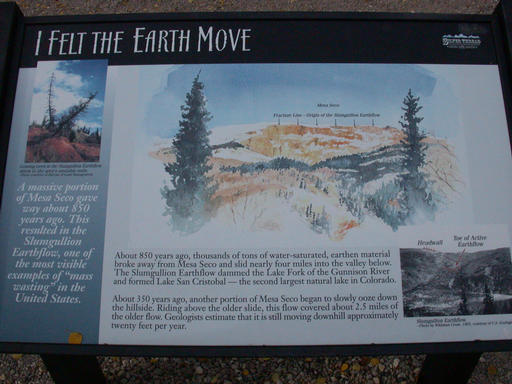 I FELT THE EARTH MOVE
Mesa Seco
Fracture Line - Origin of the Slumgullion Earthflow
A massive portion
of Mesa Seco gave
way about 850
years ago. This
resulted in the
Slumgullion
Earthflow, one of
the most visible
examples of "mass
wasting" in the
United States.
Headwall
Toe of Active
Earthflow
About 850 years ago, thousands of tons of water-saturated, earthen material
broke away from Mesa Seco and slid nearly four miles into the valley below.
The Slumgullion Earthflow dammed the Lake Fork of the Gunnison River
and formed Lake San Cristobal — the second largest natural lake in Colorado.
About 350 years ago, another portion of Mesa Seco began to slowly ooze down
the hillside. Riding above the older slide, this flow covered about 2.5 miles of
the older flow. Geologists estimate that it is still moving downhill approximately
twenty feet per year.
Slumgullion Earthflow